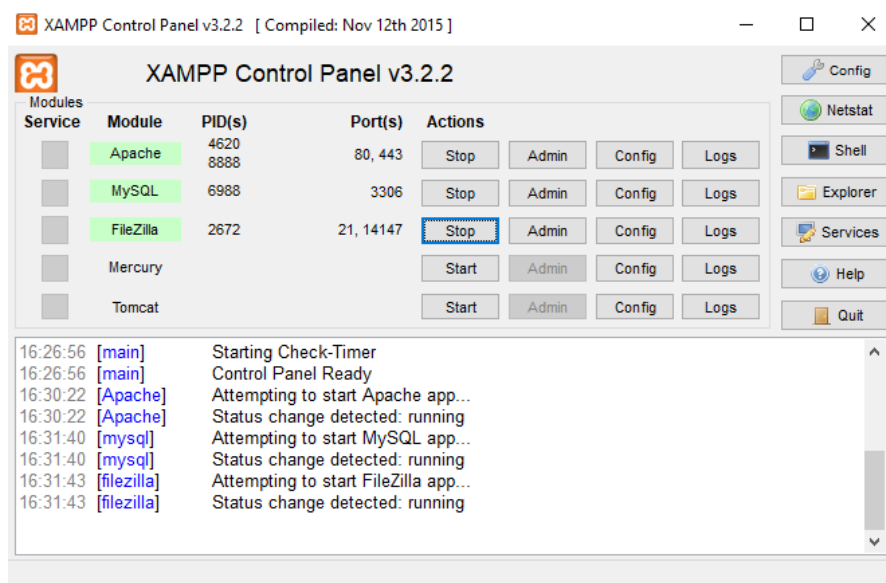 XAMPP Control Panel v3.2.2 [ Compiled: Nov 12th 2015 ]
XAMPP Control Panel v3.2.2
Config
Modules
Service Module PID(s) Port(s) Actions
Netstat
Apache 4620 8888 80, 443 Stop Admin Config Logs
Shell
MySQL 6988 3306 Stop Admin Config Logs
Explorer
FileZilla 2672 21, 14147 Stop Admin Config Logs
Services
Mercury Start Admin Config Logs
Help
Tomcat Start Admin Config Logs
Quit
16:26:56 [main] Starting Check-Timer
16:26:56 [main] Control Panel Ready
16:30:22 [Apache] Attempting to start Apache app...
16:30:22 [Apache] Status change detected: running
16:31:40 [mysql] Attempting to start MySQL app...
16:31:40 [mysql] Status change detected: running
16:31:43 [filezilla] Attempting to start FileZilla app...
16:31:43 [filezilla] Status change detected: running